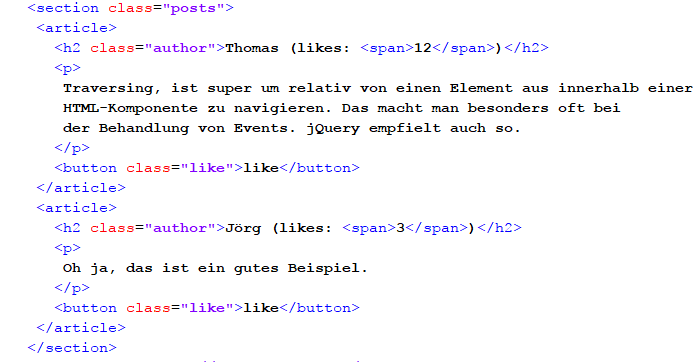 <section class="posts">
<article>
<h2 class="author">Thomas (likes: <span>12</span>)</h2>
<p>
Traversing, ist super um relativ von einen Element aus innerhalb einer
HTML-Komponente zu navigieren. Das macht man besonders oft bei
der Behandlung von Events. jQuery empfielt auch so.
</p>
<button class="like">like</button>
</article>
<article>
<h2 class="author">Jörg (likes: <span>3</span>)</h2>
<p>
Oh ja, das ist ein gutes Beispiel.
</p>
<button class="like">like</button>
</article>
</section>